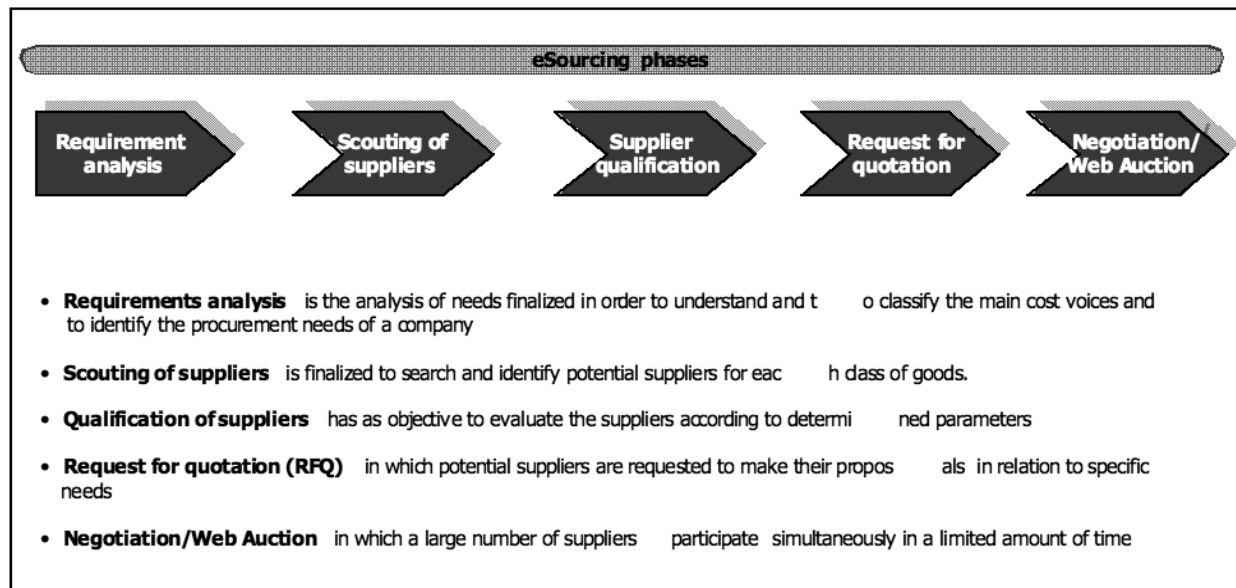 eSourcing phases
Requirement
analysis
Scouting of
suppliers
Supplier
qualification
Request for
quotation
Negotiation/
Web Auction
• Requirements analysis is the analysis of needs finalized in order to understand and t o classify the main cost voices and
to identify the procurement needs of a company
• Scouting of suppliers is finalized to search and identify potential suppliers for eac h class of goods.
• Qualification of suppliers has as objective to evaluate the suppliers according to determi ned parameters
• Request for quotation (RFQ) in which potential suppliers are requested to make their propos als in relation to specific
needs
• Negotiation/Web Auction in which a large number of suppliers participate simultaneously in a limited amount of time